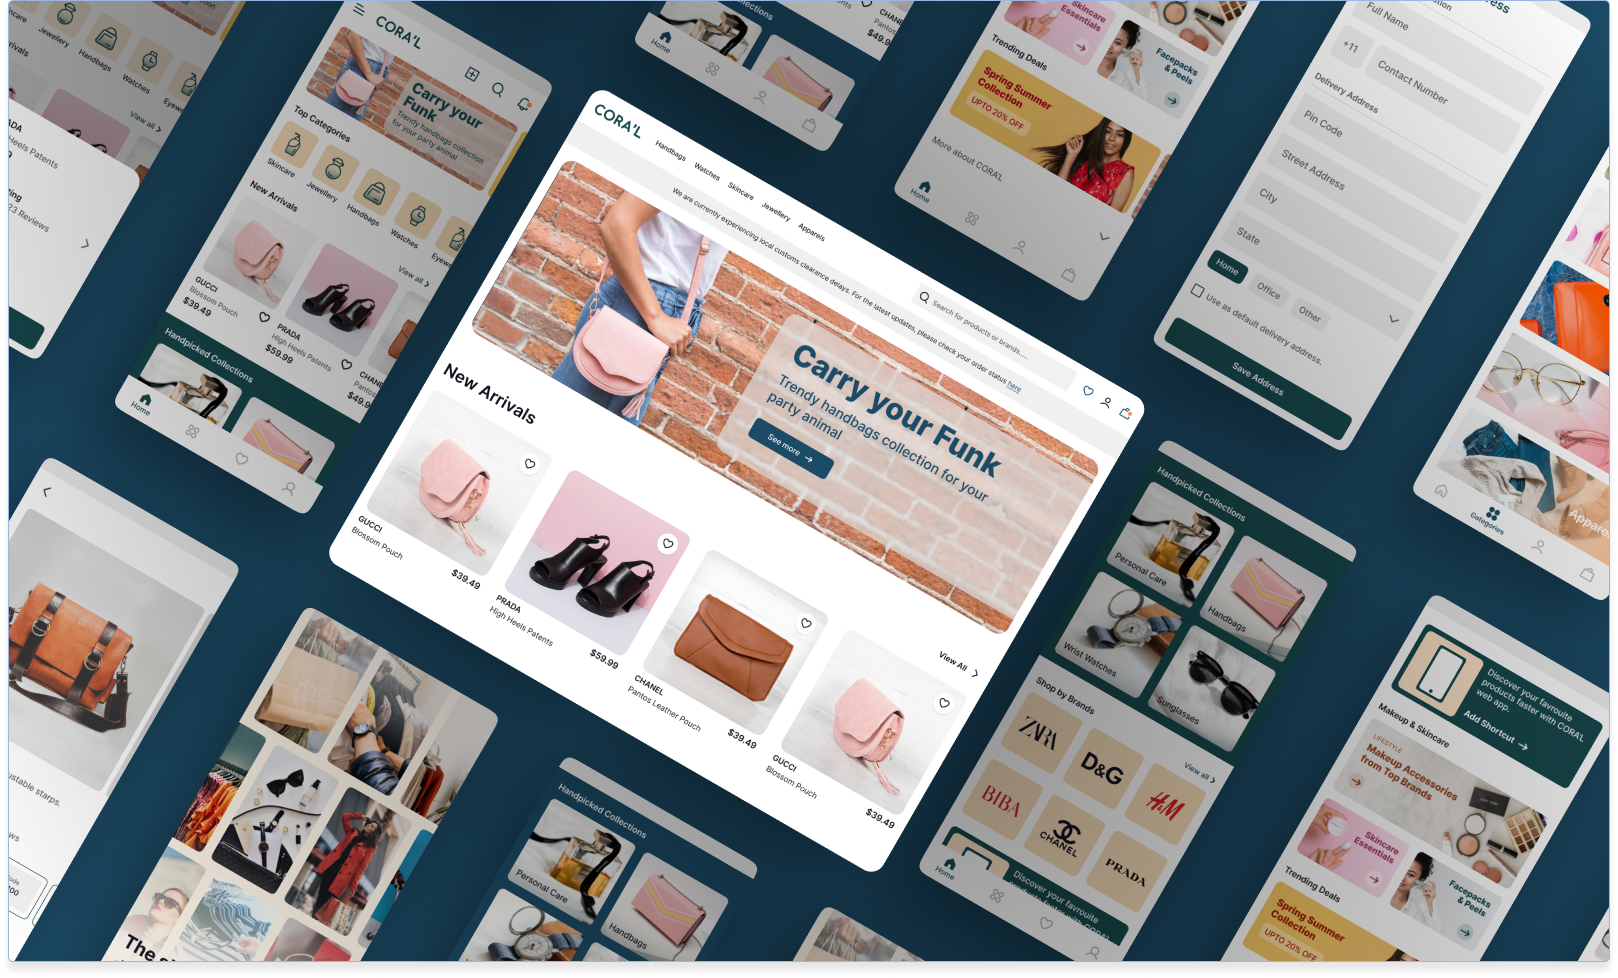 Skincare
Jewellery
Handbags
Watches
Eyew
View all >
ADA
Heels Patents
23 Reviews
CORA'L
Carry your
Funk
Trendy handbags collection
for your party animal
Top Categories
Skincare
Jewellery
Handbags
Watches
Eyew
New Arrivals
View all >
GUCCI
Blossom Pouch
$39.49
PRADA
High Heels Patents
$59.99
CHAN
Pantos
$49.9
Handpicked Collections
Home
CHANE
Pantos
$49.9
Home
Skincare
Essentials
Facepacks
& Peels
Trending Deals
Spring Summer
Collection
UPTO 20% OFF
More about CORA'L
Home
Full Name
+11
Contact Number
Delivery Address
Pin Code
Street Address
City
State
Home
Office
Other
Use as default delivery address.
Save Address
CORA'L
Handbags
Watches
Skincare
Jewellery
Apparels
Search for products or brands....
We are currently experiencing local customs clearance delays. For the latest updates, please check your order status here
Carry your Funk
Trendy handbags collection for your
party animal
See more →
New Arrivals
View All >
GUCCI
Blossom Pouch
$39.49
PRADA
High Heels Patents
$59.99
CHANEL
Pantos Leather Pouch
$39.49
GUCCI
Blossom Pouch
$39.49
Categories
Appare
Handpicked Collections
Personal Care
Handbags
Wrist Watches
Sunglasses
Shop by Brands
View all >
ZARA
D&G
H&M
BIBA
CHANEL
PRADA
Discover your favrouite
Home
Discover your favrouite
products faster with CORA'L
web app.
Add Shortcut →
Makeup & Skincare
LIFESTYLE
Makeup Accessories
from Top Brands
Skincare
Essentials
Facepacks
& Peels
Trending Deals
Spring Summer
Collection
UPTO 20% OFF
ustable starps.
The
Handpicked Collections
Personal Care
Handbags